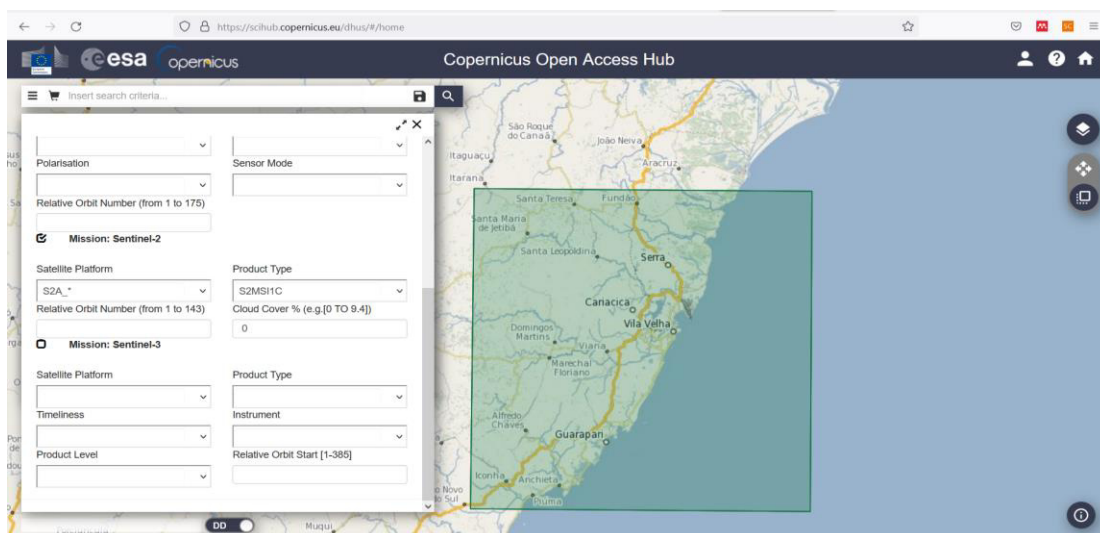 https://scihub.copernicus.eu/dhus/#/home
esa
opernicus
Copernicus Open Access Hub
Insert search criteria...
Polarisation
Sensor Mode
Relative Orbit Number (from 1 to 175)
Mission: Sentinel-2
Satellite Platform
Product Type
S2A_*
S2MSI1C
Relative Orbit Number (from 1 to 143)
Cloud Cover % (e.g.[0 TO 9.4])
0
Mission: Sentinel-3
Satellite Platform
Product Type
Timeliness
Instrument
Product Level
Relative Orbit Start [1-385]
DD
São Roque
do Canaã
João Neiva
Itaguaçu
Aracruz
Itarana
Santa Teresa
Fundão
Santa Maria
de Jetibá
Santa Leopoldina
Serra
Cariacica
Vila Velha
Domingos
Martins
Viana
Marechal
Floriano
Alfredo
Chaves
Guarapari
Iconha
Anchieta
Piúma
o Novo
do Sul
Muqui